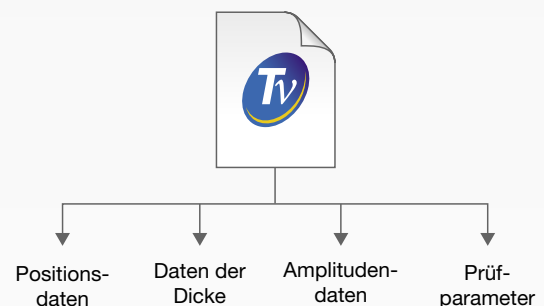 Tv
Positions-
daten
Daten der
Dicke
Amplituden-
daten
Prüf-
parameter